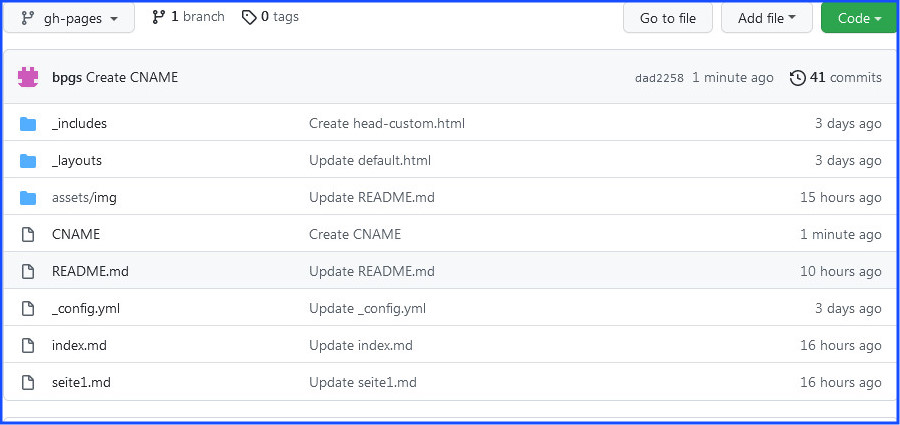 gh-pages 1 branch 0 tags Go to file Add file Code
bpgs Create CNAME dad2258 1 minute ago 41 commits
_includes Create head-custom.html 3 days ago
_layouts Update default.html 3 days ago
assets/img Update README.md 15 hours ago
CNAME Create CNAME 1 minute ago
README.md Update README.md 10 hours ago
_config.yml Update _config.yml 3 days ago
index.md Update index.md 16 hours ago
seite1.md Update seite1.md 16 hours ago